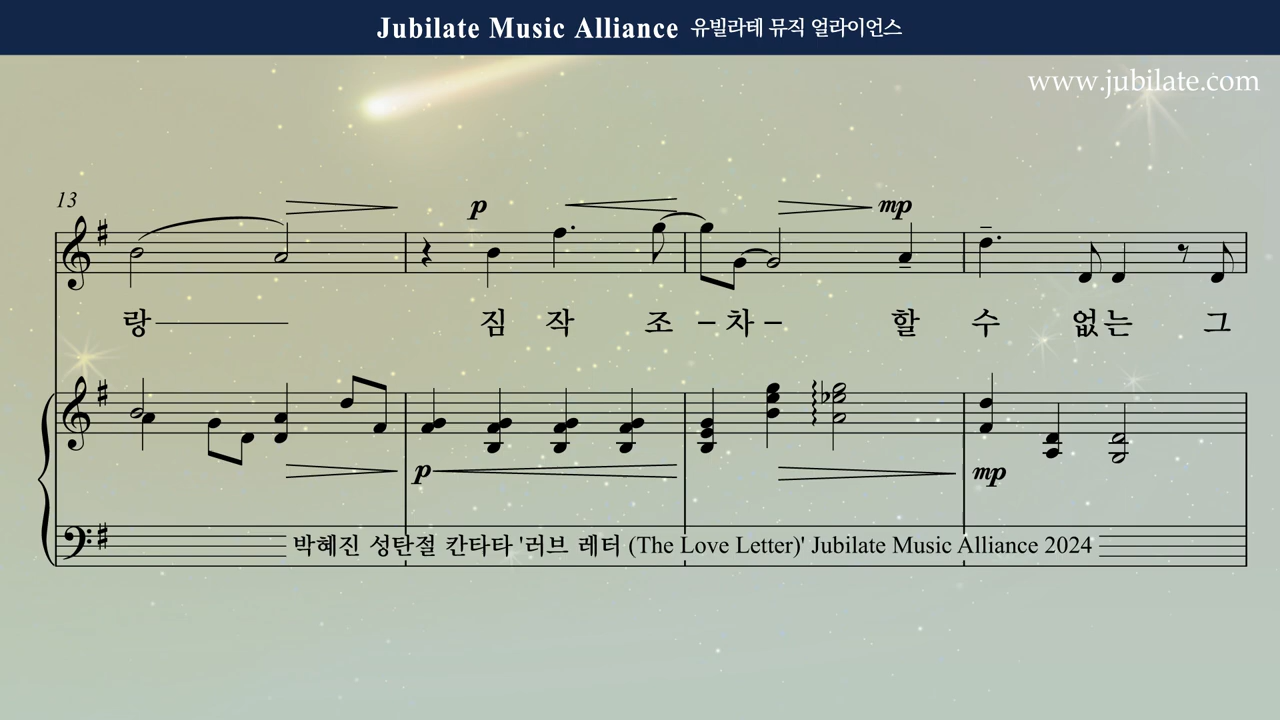 Jubilate Music Alliance 유빌라테 뮤직 얼라이언스
www.jubilate.com
13
p mp
랑 짐 작 조 - 차 - 할 수 없는 그
p mp
박혜진 성탄절 칸타타 '러브 레터 (The Love Letter)' Jubilate Music Alliance 2024